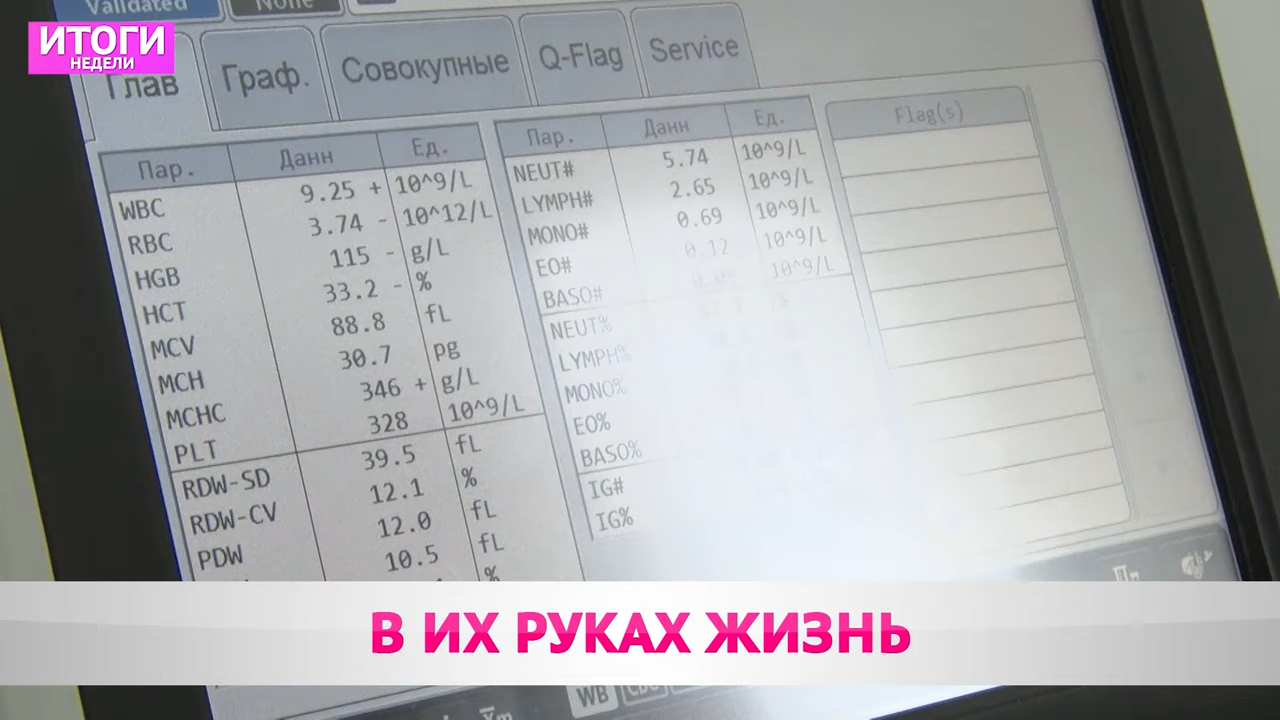 Validated
None
ИТОГИ
НЕДЕЛИ
Глав Граф. Совокупные Q-Flag Service
Пар. Данн Ед.
WBC 9.25 + 10^9/L
RBC 3.74 - 10^12/L
HGB 115 - g/L
HCT 33.2 - %
MCV 88.8 fL
MCH 30.7 pg
MCHC 346 + g/L
PLT 328 10^9/L
RDW-SD 39.5 fL
RDW-CV 12.1 %
PDW 12.0 fL
10.5 fL
%
Пар. Данн Ед.
NEUT# 5.74 10^9/L
LYMPH# 2.65 10^9/L
MONO# 0.69 10^9/L
EO# 0.12 10^9/L
BASO# 10^9/L
NEUT%
LYMPH%
MONO%
EO%
BASO%
IG#
IG%
Flag(s)
В ИХ РУКАХ ЖИЗНЬ
WB